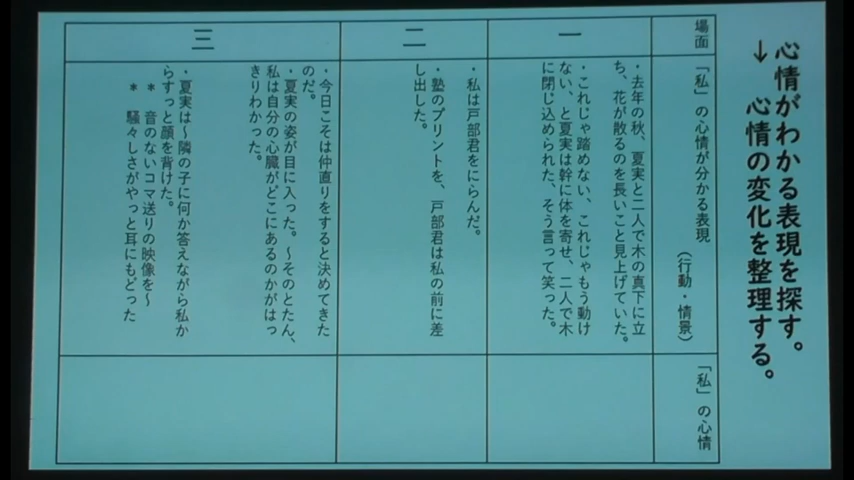 心情がわかる表現を探す。
↓ 心情の変化を整理する。
場面
「私」の心情が分かる表現
（行動・情景）
「私」の心情
一
・去年の秋、夏実と二人で木の真下に立
ち、花が散るのを長いこと見上げていた。
・これじゃ踏めない、これじゃもう動け
ない、と夏実は幹に体を寄せ、二人で木
に閉じ込められた、そう言って笑った。
二
・私は戸部君をにらんだ。
・塾のプリントを、戸部君は私の前に差
し出した。
三
・今日こそは仲直りをすると決めてきた
のだ。
・夏実の姿が目に入った。～そのとたん、
私は自分の心臓がどこにあるのかがはっ
きりわかった。
・夏実は～隣の子に何か答えながら私か
らすっと顔を背けた。
＊ 音のないコマ送りの映像を～
＊ 騒々しさがやっと耳にもどった